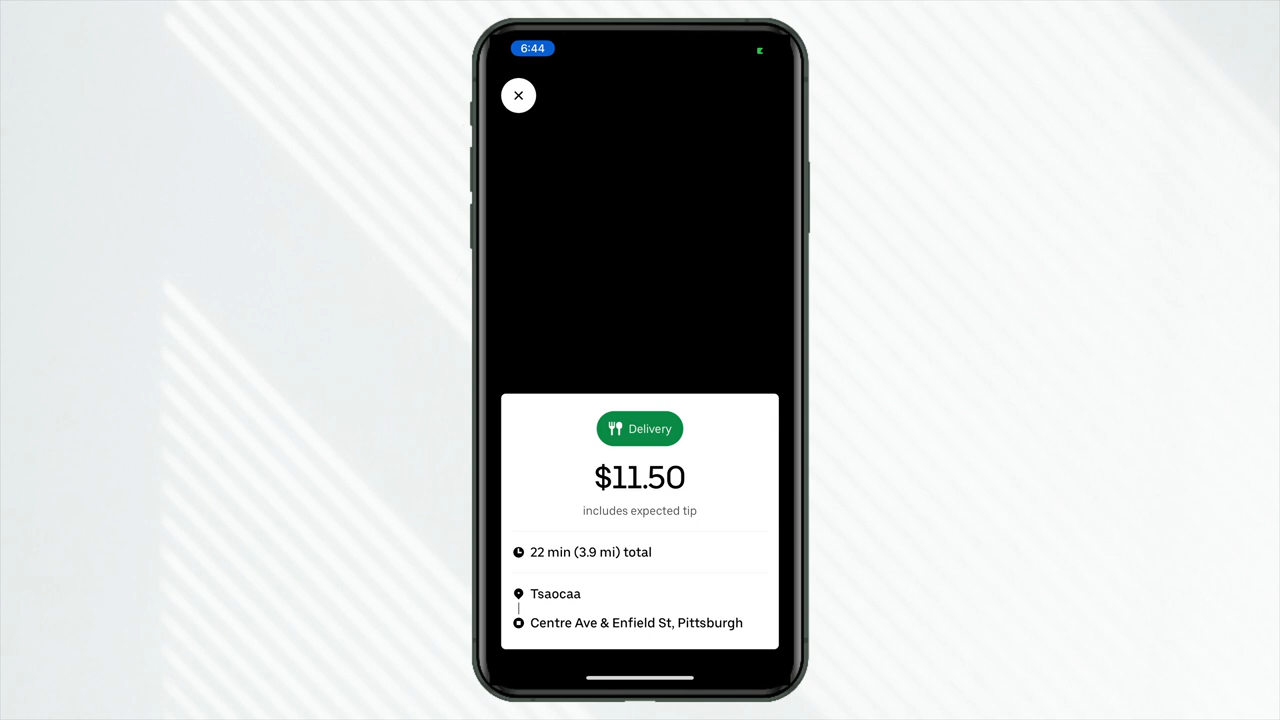 6:44
Delivery
$11.50
includes expected tip
22 min (3.9 mi) total
Tsaocaa
Centre Ave & Enfield St, Pittsburgh